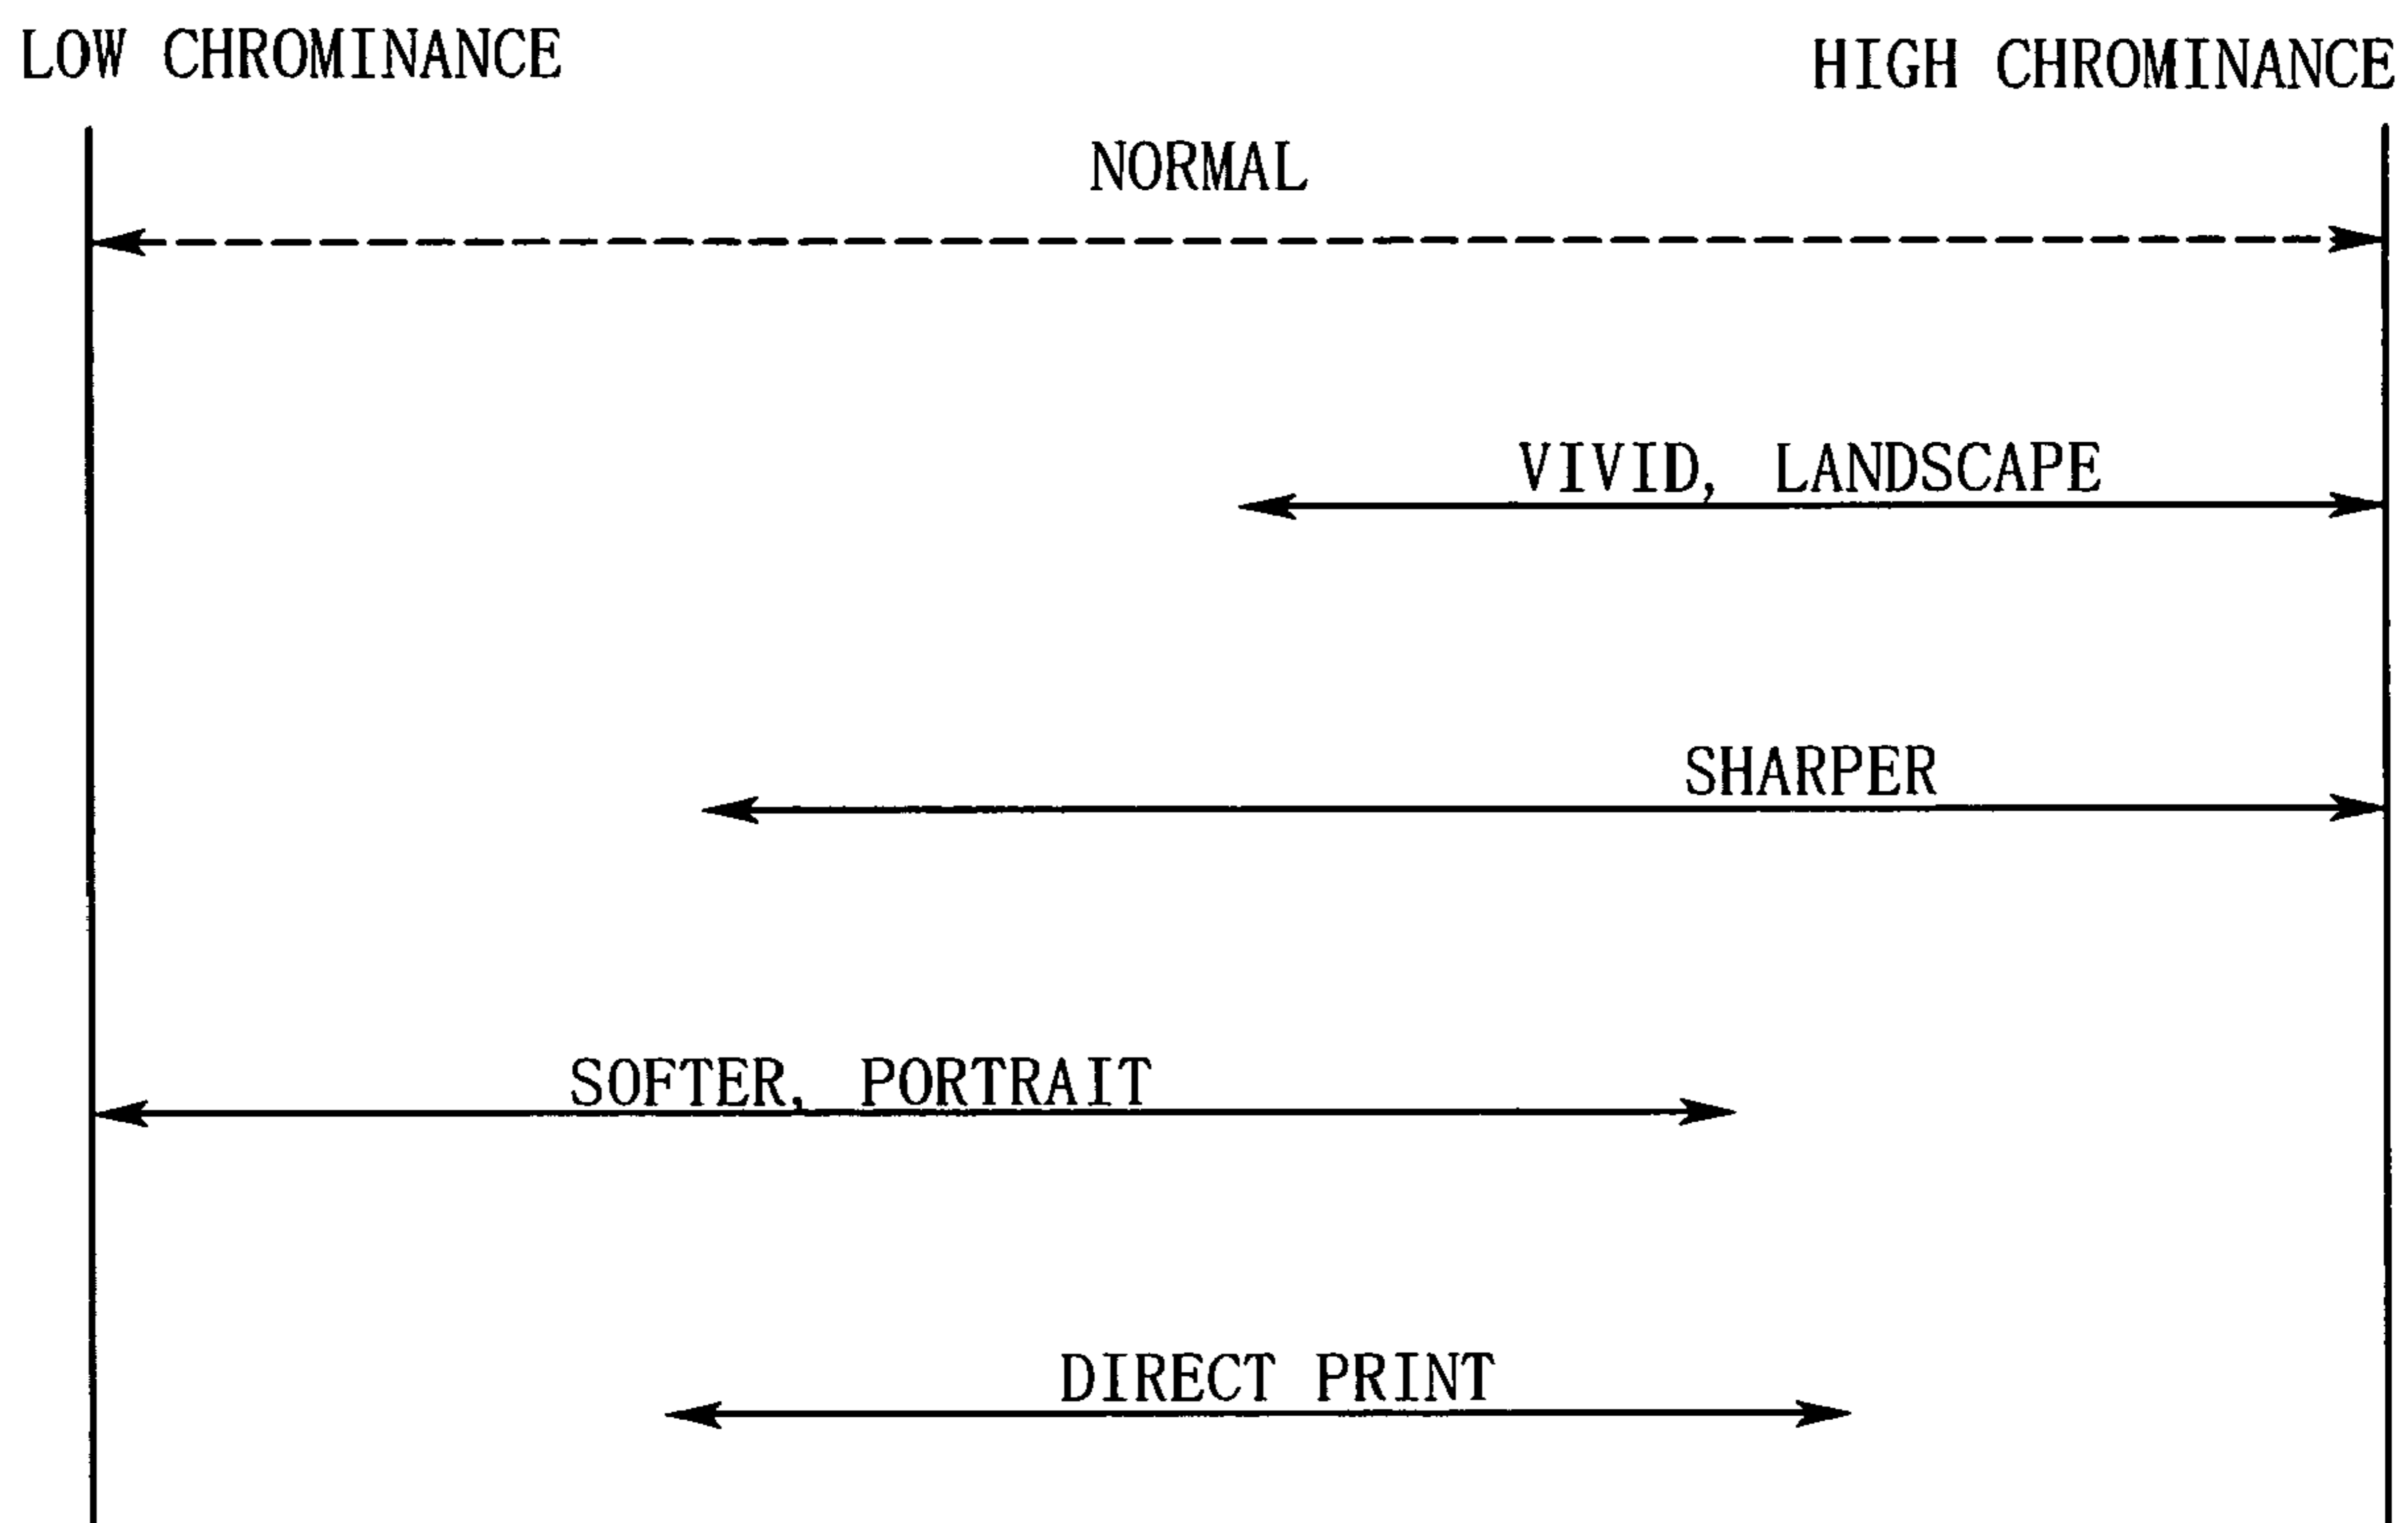 LOW CHROMINANCE
HIGH CHROMINANCE
NORMAL
VIVID, LANDSCAPE
SHARPER
SOFTER, PORTRAIT
DIRECT PRINT